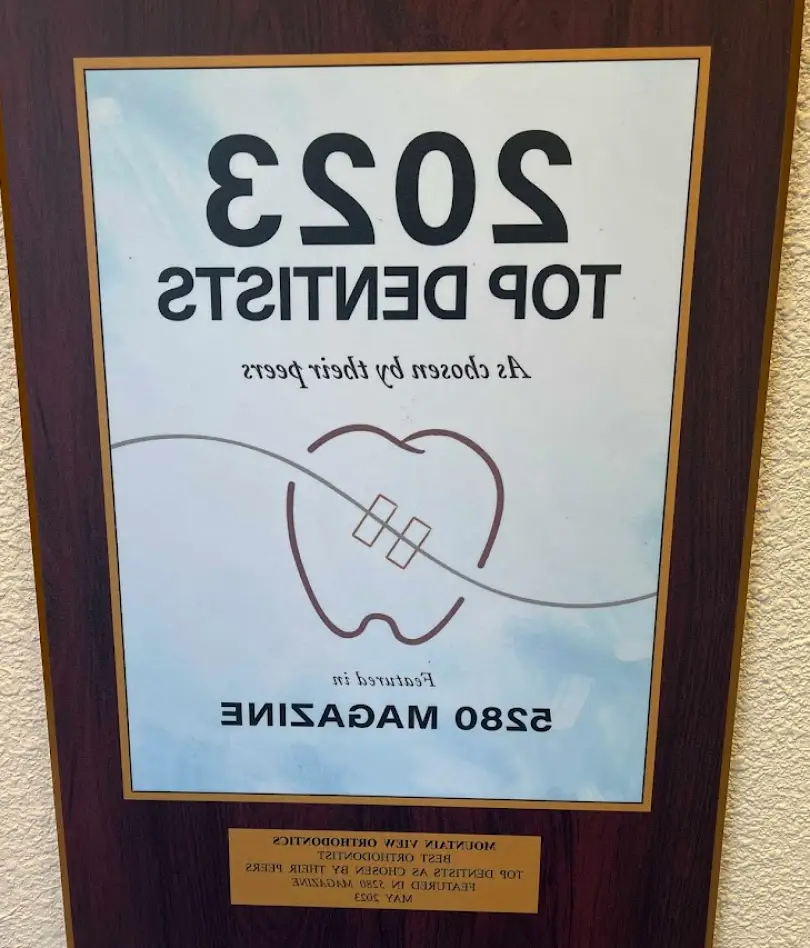 2023
TOP DENTISTS
As chosen by their peers
Featured in
5280 MAGAZINE
MOUNTAIN VIEW ORTHODONTICS
BEST ORTHODONTIST
TOP DENTISTS AS CHOSEN BY THEIR PEERS
FEATURED IN 5280 MAGAZINE
MAY 2023